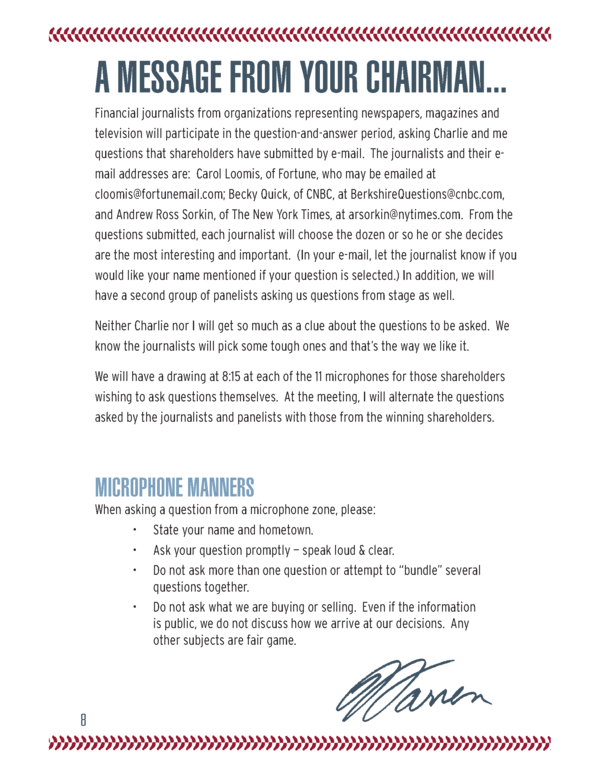 A MESSAGE FROM YOUR CHAIRMAN...
Financial journalists from organizations representing newspapers, magazines and
television will participate in the question-and-answer period, asking Charlie and me
questions that shareholders have submitted by e-mail. The journalists and their e-
mail addresses are: Carol Loomis, of Fortune, who may be emailed at
cloomis@fortunemail.com; Becky Quick, of CNBC, at BerkshireQuestions@cnbc.com,
and Andrew Ross Sorkin, of The New York Times, at arsorkin@nytimes.com. From the
questions submitted, each journalist will choose the dozen or so he or she decides
are the most interesting and important. (In your e-mail, let the journalist know if you
would like your name mentioned if your question is selected.) In addition, we will
have a second group of panelists asking us questions from stage as well.
Neither Charlie nor I will get so much as a clue about the questions to be asked. We
know the journalists will pick some tough ones and that's the way we like it.
We will have a drawing at 8:15 at each of the 11 microphones for those shareholders
wishing to ask questions themselves. At the meeting, I will alternate the questions
asked by the journalists and panelists with those from the winning shareholders.
MICROPHONE MANNERS
When asking a question from a microphone zone, please:
• State your name and hometown.
• Ask your question promptly – speak loud & clear.
• Do not ask more than one question or attempt to "bundle" several
questions together.
• Do not ask what we are buying or selling. Even if the information
is public, we do not discuss how we arrive at our decisions. Any
other subjects are fair game.
Warren
8